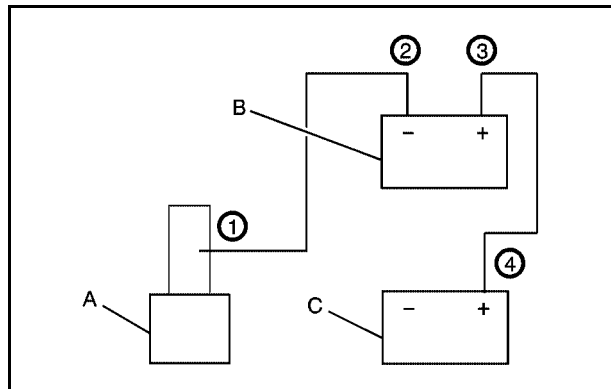 ② ③
B
− +
①
④
A
C
− +